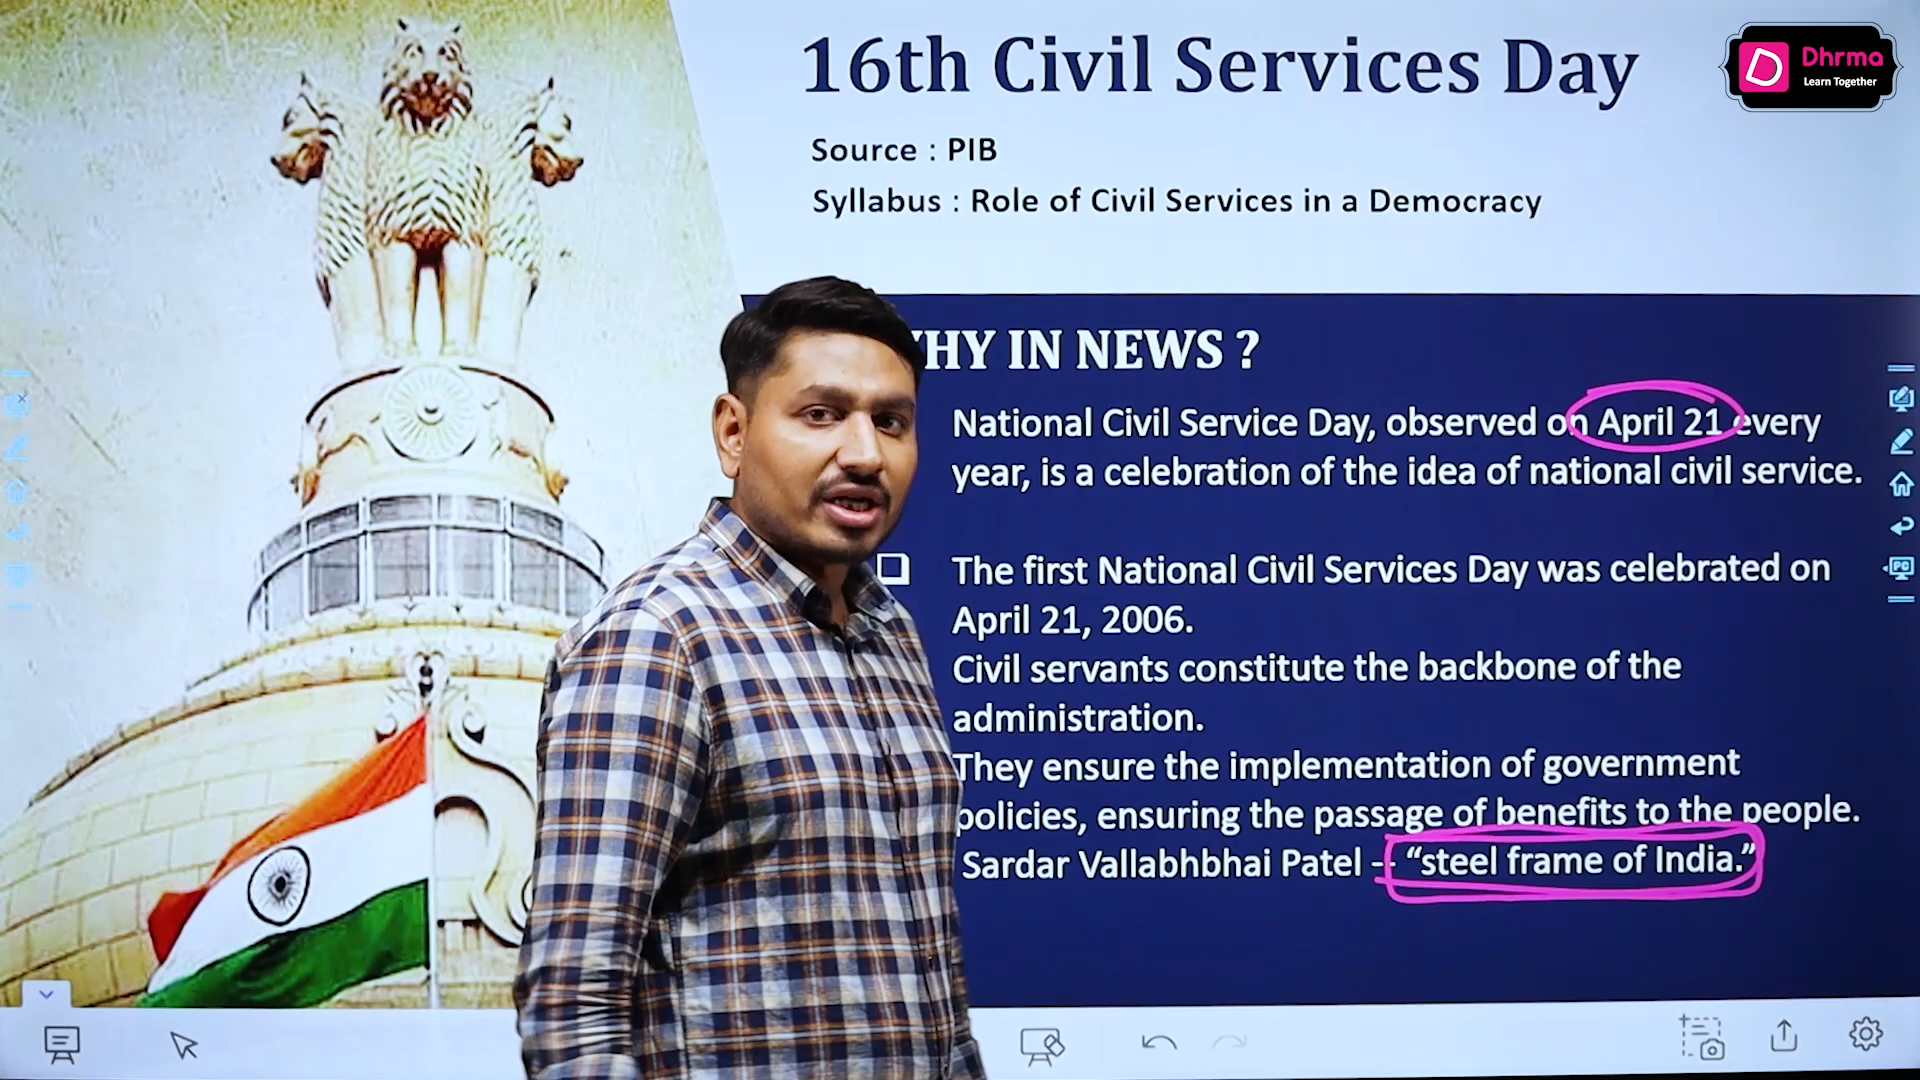 16th Civil Services Day
Dhrma
Learn Together
Source : PIB
Syllabus : Role of Civil Services in a Democracy
WHY IN NEWS ?
National Civil Service Day, observed on April 21 every
year, is a celebration of the idea of national civil service.
The first National Civil Services Day was celebrated on
April 21, 2006.
Civil servants constitute the backbone of the
administration.
They ensure the implementation of government
policies, ensuring the passage of benefits to the people.
Sardar Vallabhbhai Patel – “steel frame of India.”
PC